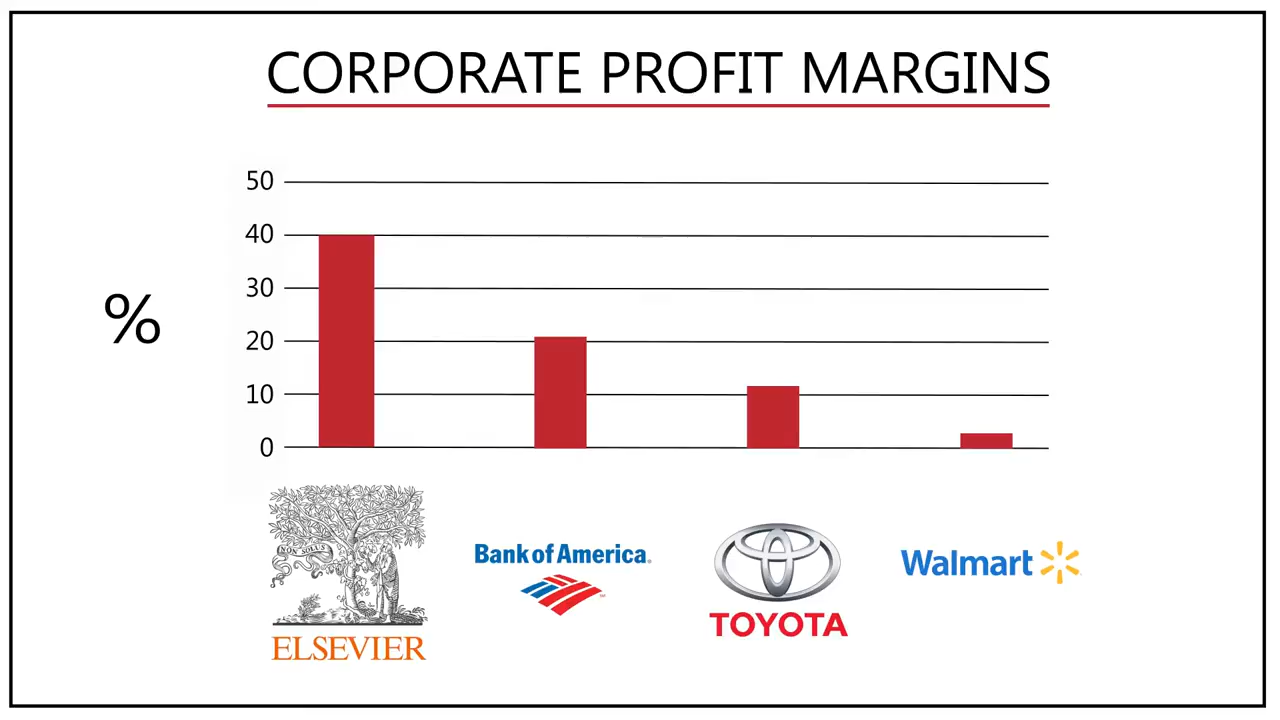 CORPORATE PROFIT MARGINS
50
40
30
20
10
0
%
NON SOLUS
ELSEVIER
Bank of America
TOYOTA
Walmart